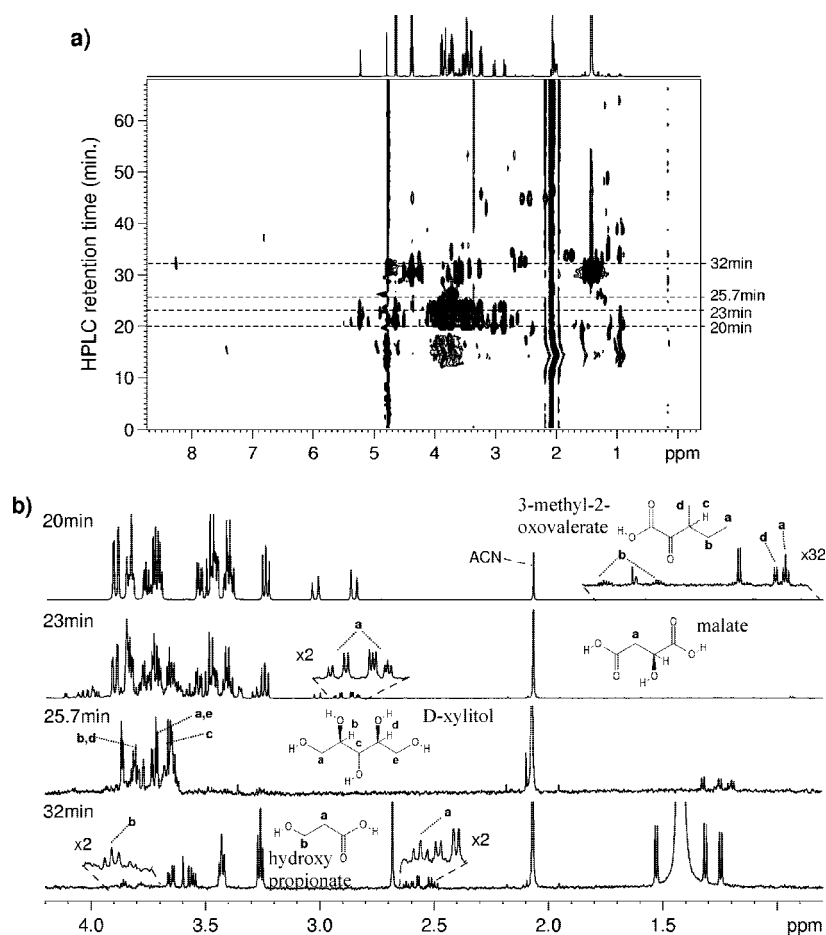 a)
HPLC retention time (min.)
60
50
40
30
20
10
0
32min
25.7min
23min
20min
8 7 6 5 4 3 2 1 ppm
b)
20min
ACN
3-methyl-2-
oxovalerate
d H c a
O
H O
O
b
b d a
x32
23min
x2
a
malate
a O
H O
O
O H
O H
25.7min
b,d
a,e
c
D-xylitol
H O b H O H d
H O a c e O H
H O
32min
x2
b
H O a O H
b O
hydroxy
propionate
a
x2
4.0 3.5 3.0 2.5 2.0 1.5 ppm